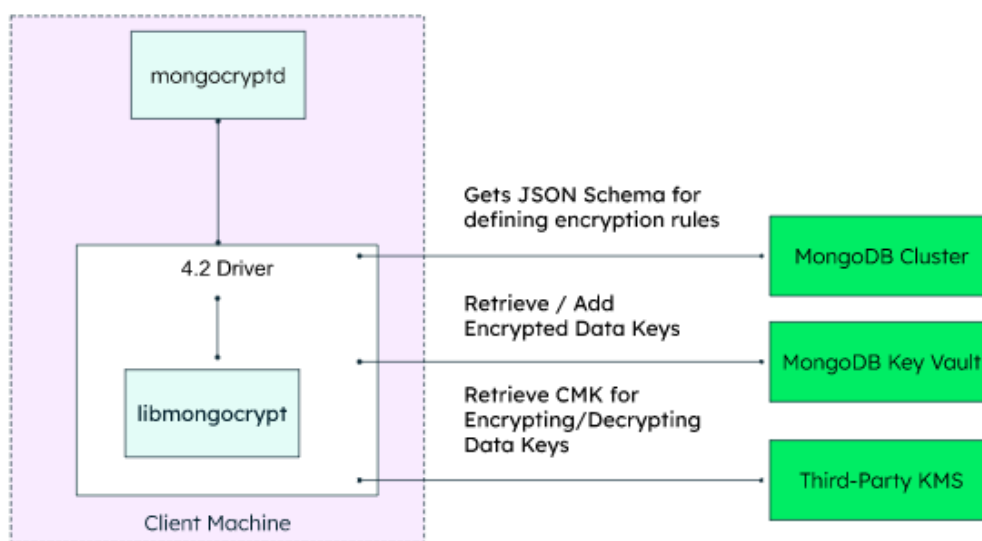 mongocryptd
Gets JSON Schema for
defining encryption rules
MongoDB Cluster
4.2 Driver
Retrieve / Add
Encrypted Data Keys
MongoDB Key Vault
libmongocrypt
Retrieve CMK for
Encrypting/Decrypting
Data Keys
Third-Party KMS
Client Machine